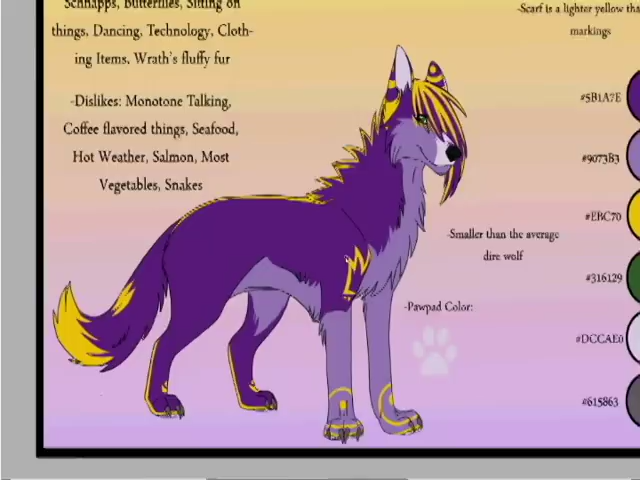 Schnapps, Butterflies, Sitting on
things, Dancing, Technology, Cloth-
ing Items, Wrath's fluffy fur
-Dislikes: Monotone Talking,
Coffee flavored things, Seafood,
Hot Weather, Salmon, Most
Vegetables, Snakes
-Scarf is a lighter yellow tha
markings
-Smaller than the average
dire wolf
-Pawpad Color:
#5B1A7E
#9073B3
#EBC70
#316129
#DCCAE0
#615863